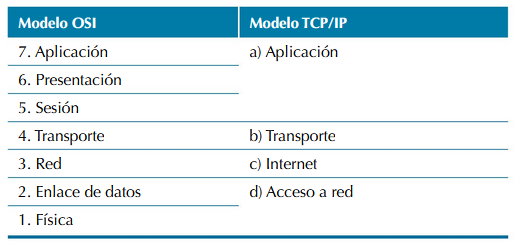 Modelo OSI Modelo TCP/IP
7. Aplicación a) Aplicación
6. Presentación
5. Sesión
4. Transporte b) Transporte
3. Red c) Internet
2. Enlace de datos d) Acceso a red
1. Física